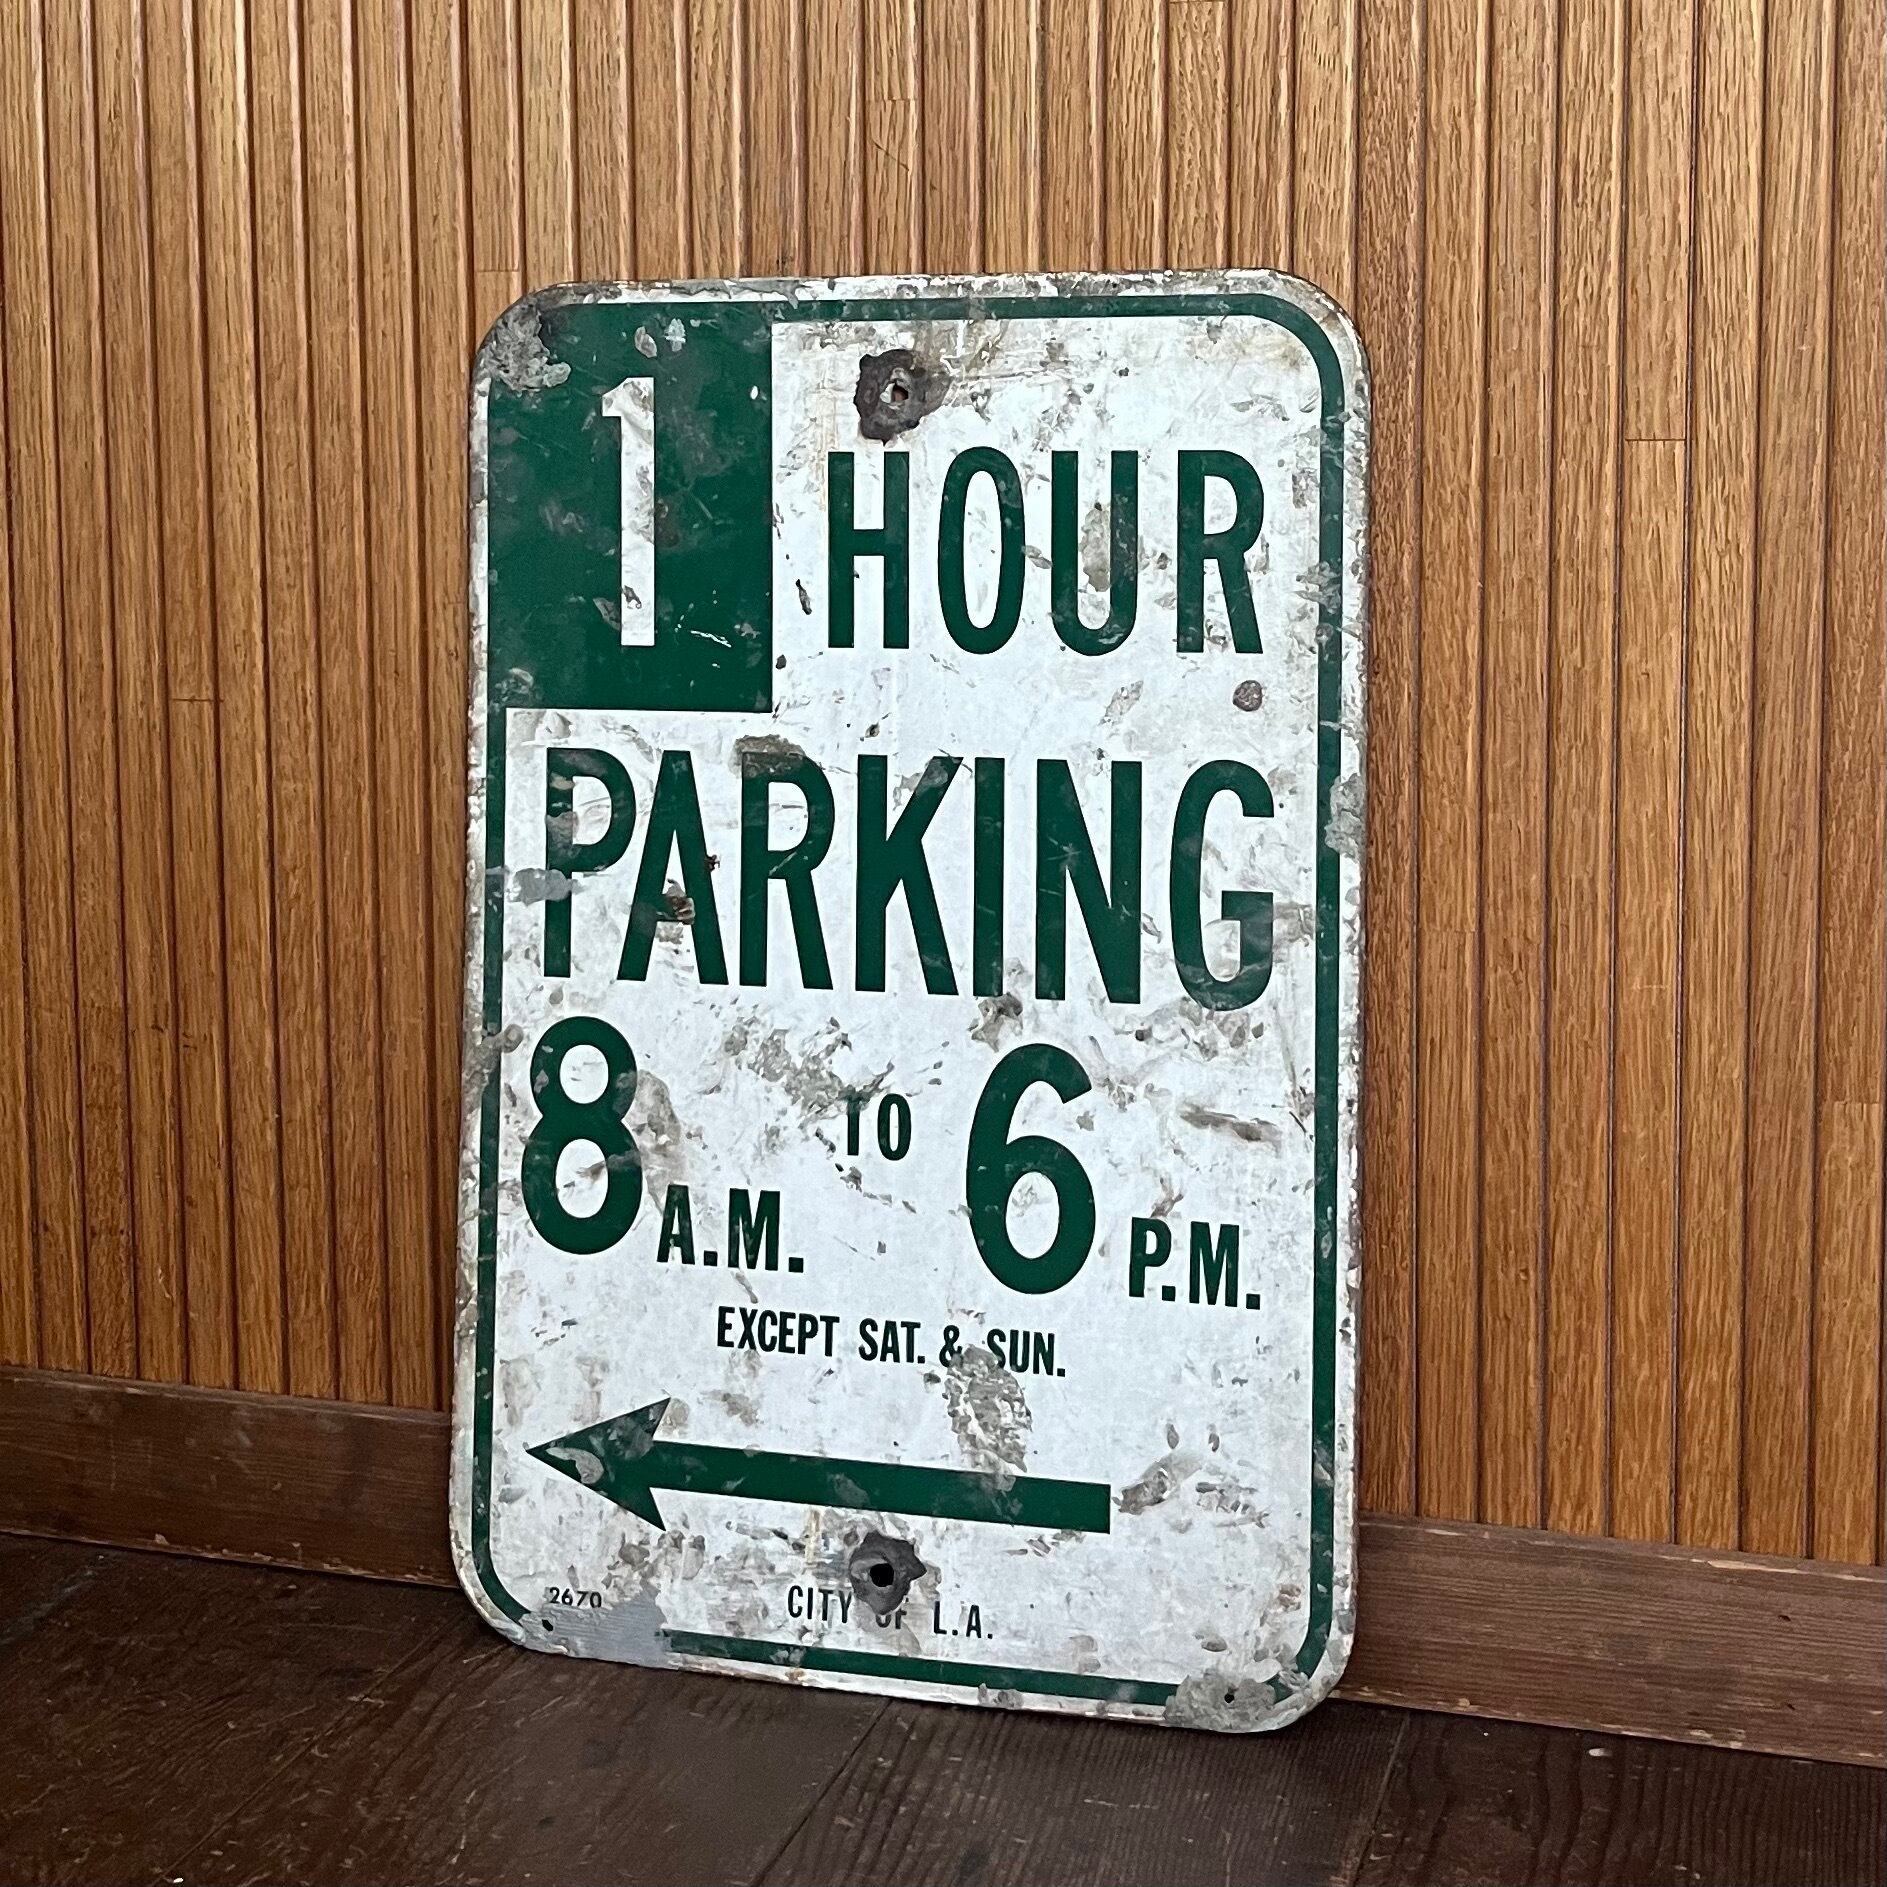 1 HOUR
PARKING
8 A.M. TO 6 P.M.
EXCEPT SAT. & SUN.
2670 CITY OF L.A.